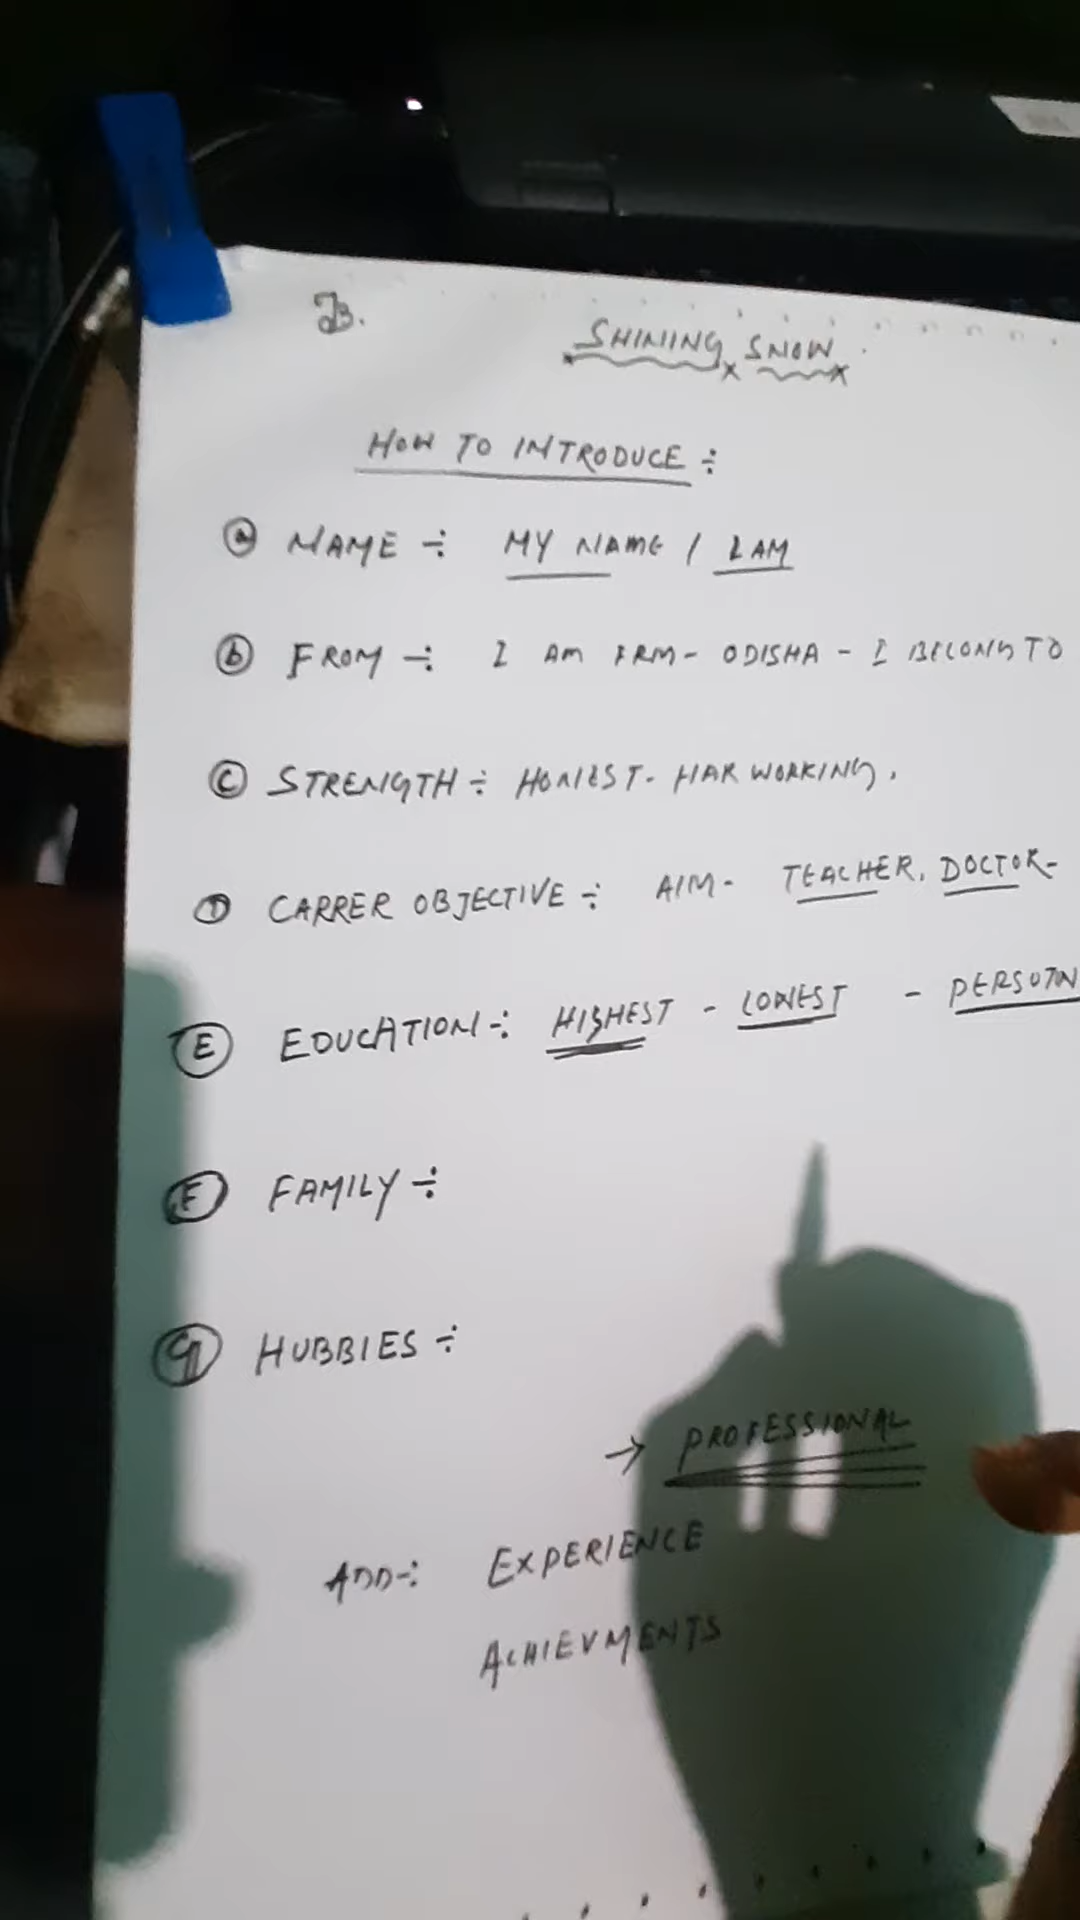 SHINING SNOW
HOW TO INTRODUCE ÷
(a) NAME ÷ MY NAME / I AM
(b) FROM ÷ I AM FRM - ODISHA - I BELONG TO
(C) STRENGTH ÷ HONEST - HAR WORKING.
(D) CARRER OBJECTIVE ÷ AIM - TEACHER, DOCTOR -
(E) EDUCATION ÷ HIGHEST - LOWEST -
(F) FAMILY ÷
(G) HUBBIES ÷
→ PROFESSIONAL
ADD ÷ EXPERIENCE
ACHIEVMENTS